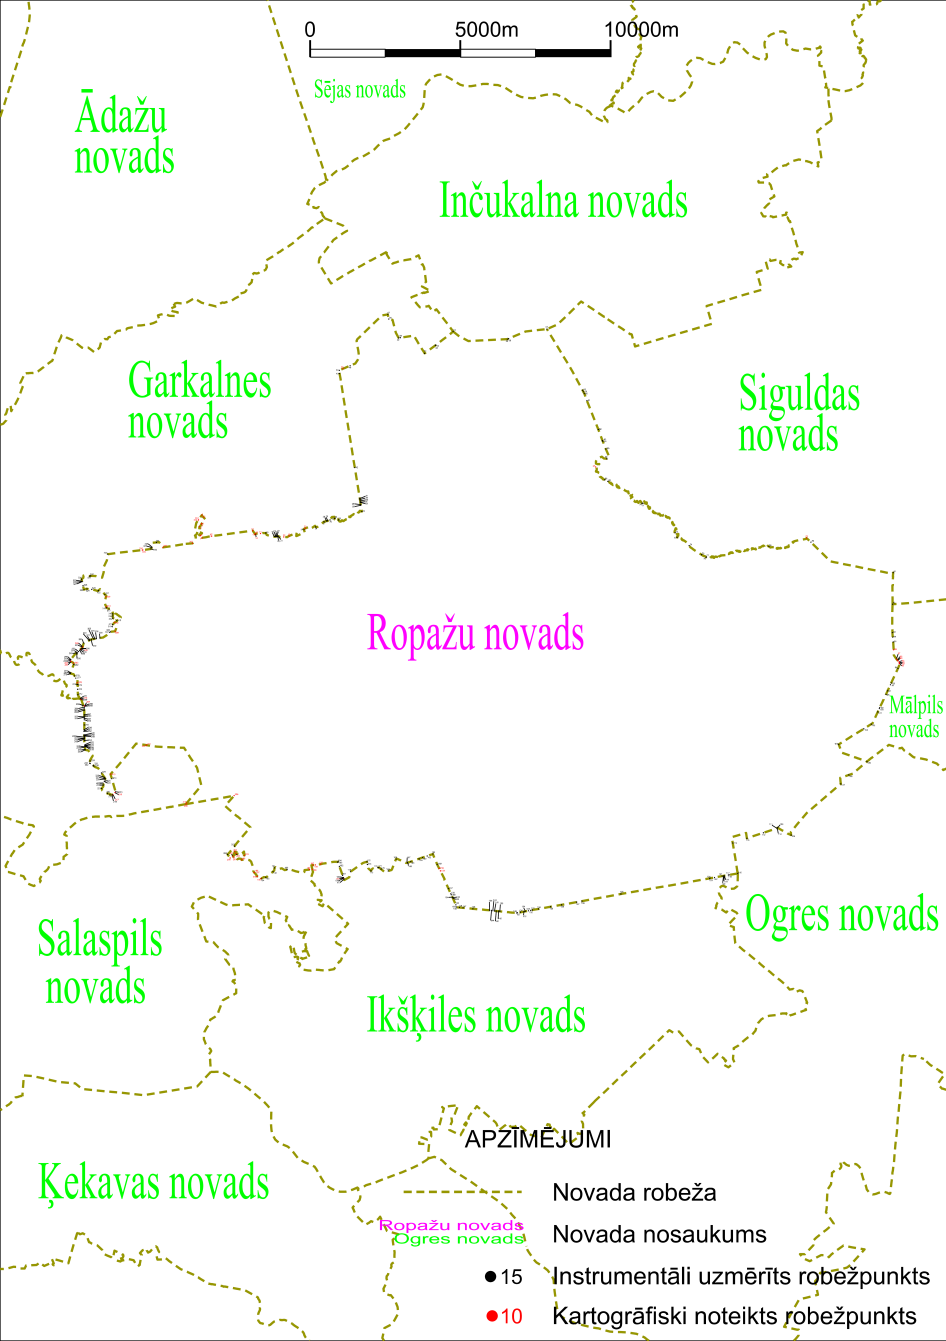 0 5000m 10000m
Sējas novads
Ādažu
novads
Inčukalna novads
Garkalnes
novads
Siguldas
novads
Ropažu novads
Mālpils
novads
Ogres novads
Salaspils
novads
Ikšķiles novads
APZĪMĒJUMI
Ķekavas novads
Novada robeža
Ropažu novads
Ogres novads
Novada nosaukums
15 Instrumentāli uzmērīts robežpunkts
10 Kartogrāfiski noteikts robežpunkts